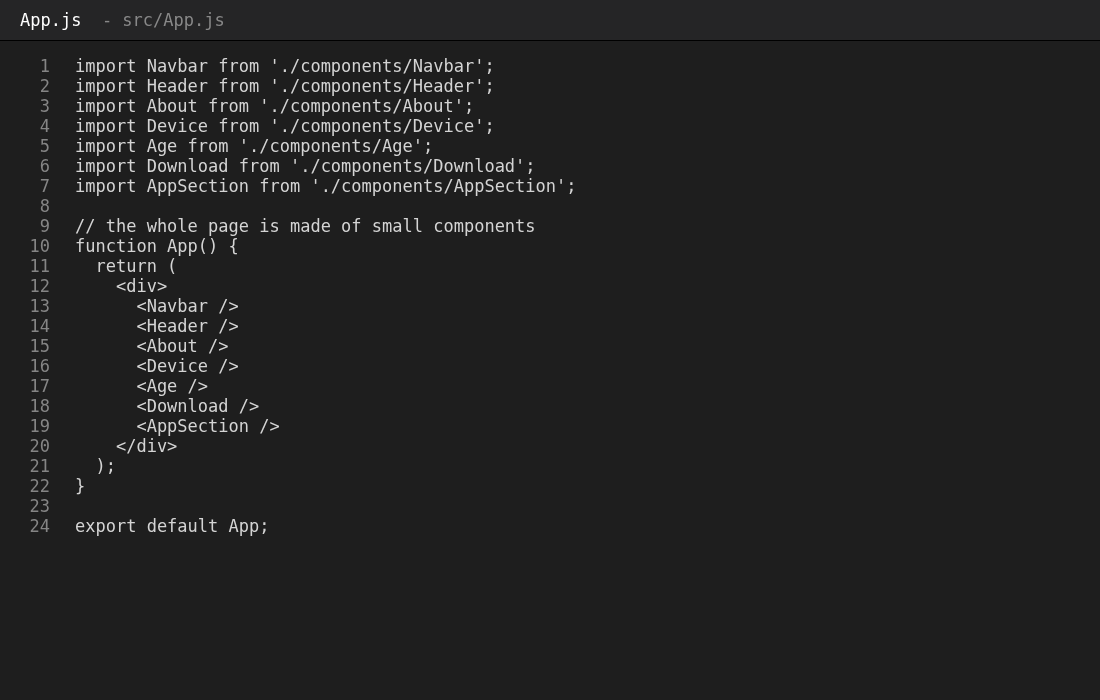 App.js - src/App.js
1 import Navbar from './components/Navbar';
2 import Header from './components/Header';
3 import About from './components/About';
4 import Device from './components/Device';
5 import Age from './components/Age';
6 import Download from './components/Download';
7 import AppSection from './components/AppSection';
8
9 // the whole page is made of small components
10 function App() {
11   return (
12     <div>
13       <Navbar />
14       <Header />
15       <About />
16       <Device />
17       <Age />
18       <Download />
19       <AppSection />
20     </div>
21   );
22 }
23
24 export default App;